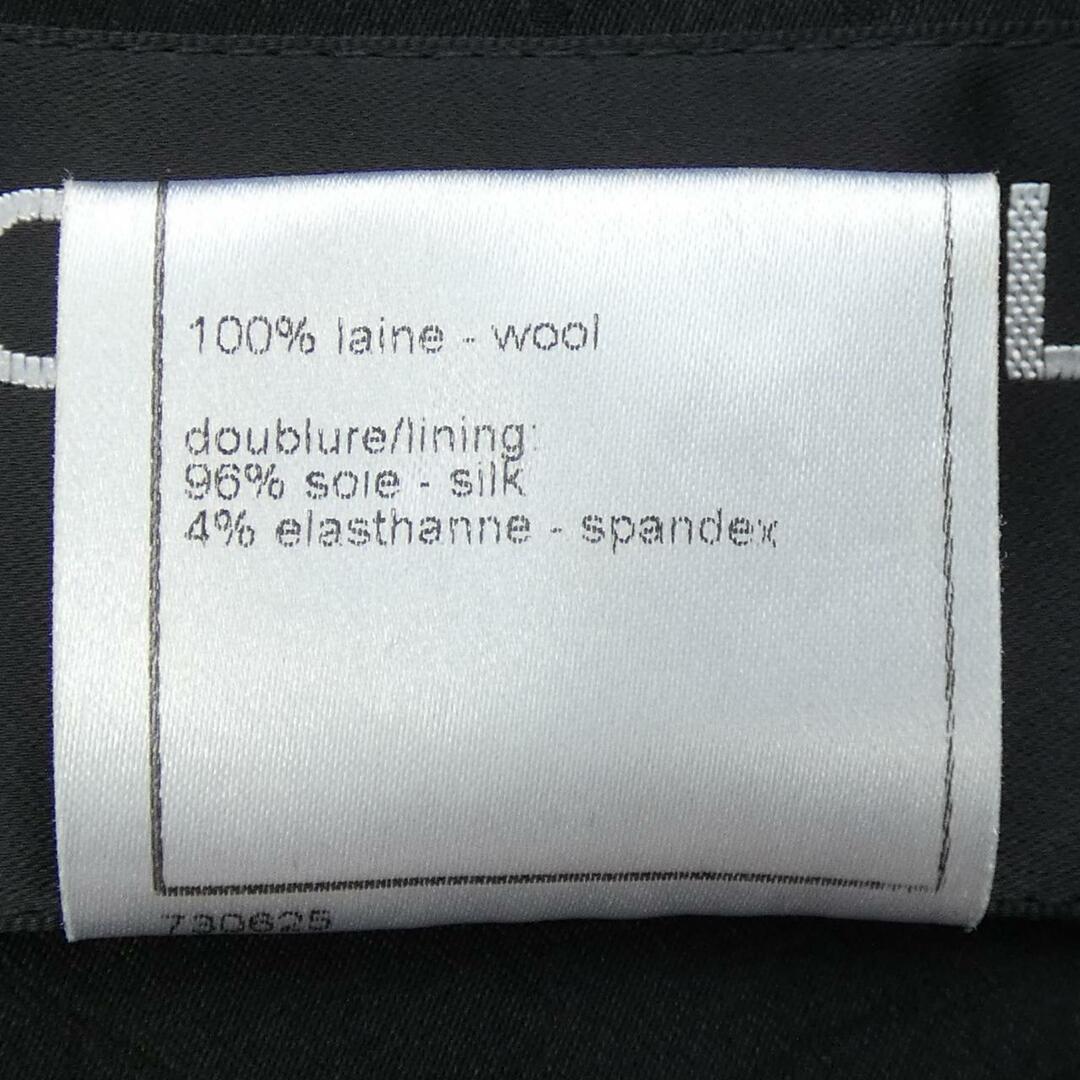 100% laine - wool
doublure/lining:
96% soie - silk
4% elasthanne - spandex
730625